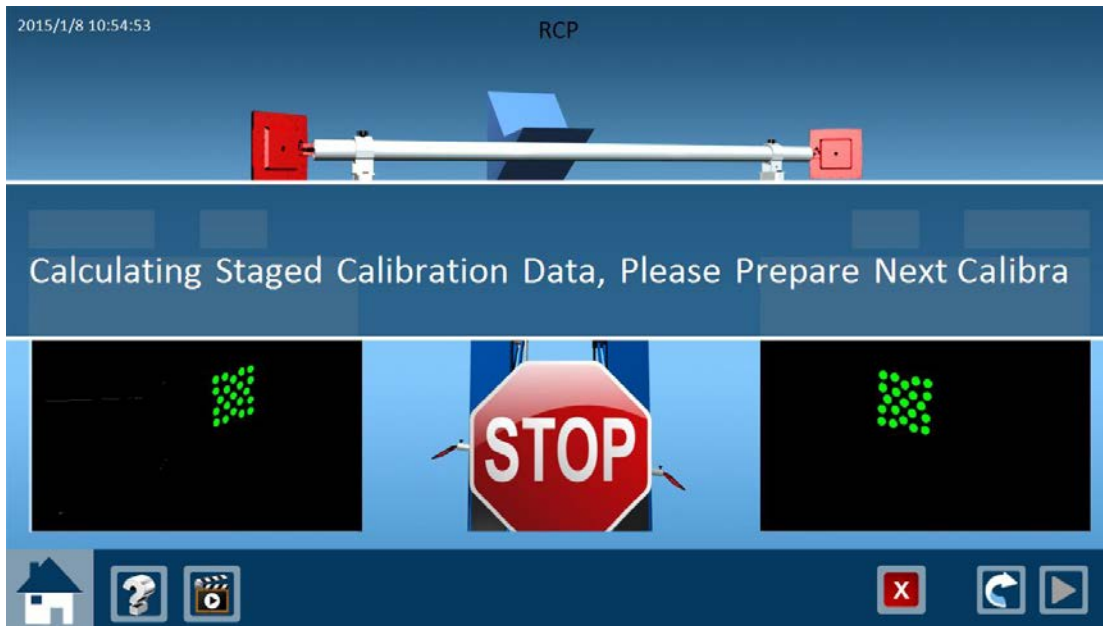 2015/1/8 10:54:53
RCP
Calculating Staged Calibration Data, Please Prepare Next Calibra
STOP
?
X